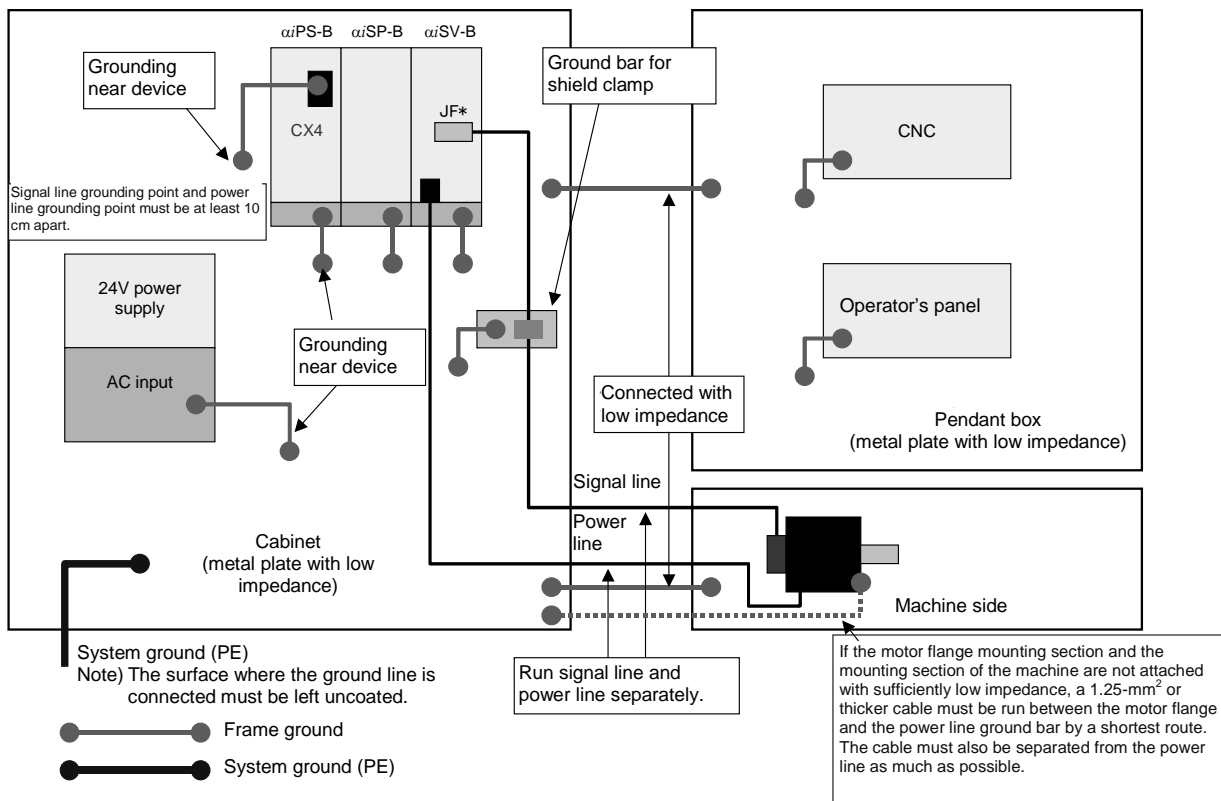 αiPS-B αiSP-B αiSV-B
Grounding
near device
Ground bar for
shield clamp
JF*
CX4
CNC
Signal line grounding point and power
line grounding point must be at least 10
cm apart.
24V power
supply
AC input
Grounding
near device
Operator's panel
Connected with
low impedance
Pendant box
(metal plate with low impedance)
Signal line
Power
line
Cabinet
(metal plate with low
impedance)
Machine side
System ground (PE)
Note) The surface where the ground line is
connected must be left uncoated.
Run signal line and
power line separately.
If the motor flange mounting section and the
mounting section of the machine are not attached
with sufficiently low impedance, a 1.25-mm² or
thicker cable must be run between the motor flange
and the power line ground bar by a shortest route.
The cable must also be separated from the power
line as much as possible.
Frame ground
System ground (PE)